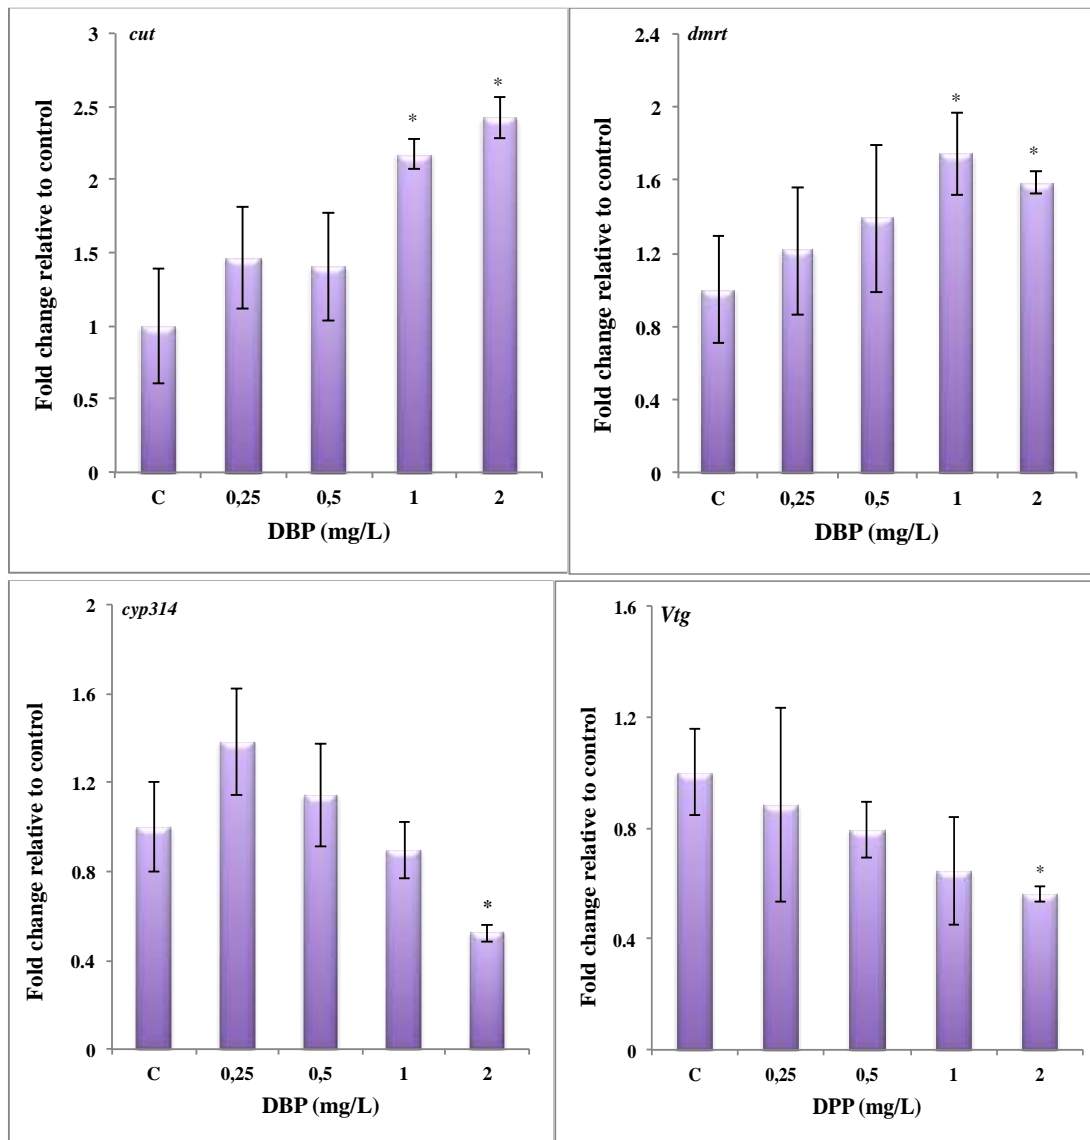 cut
Fold change relative to control
3
2.5
*
*
2
1.5
1
0.5
0
C 0,25 0,5 1 2
DBP (mg/L)
dmrt
Fold change relative to control
2.4
2
*
*
1.6
1.2
0.8
0.4
0
C 0,25 0,5 1 2
DBP (mg/L)
cyp314
Fold change relative to control
2
1.6
1.2
0.8
*
0.4
0
C 0,25 0,5 1 2
DBP (mg/L)
Vtg
Fold change relative to control
1.6
1.2
0.8
*
0.4
0
C 0,25 0,5 1 2
DPP (mg/L)